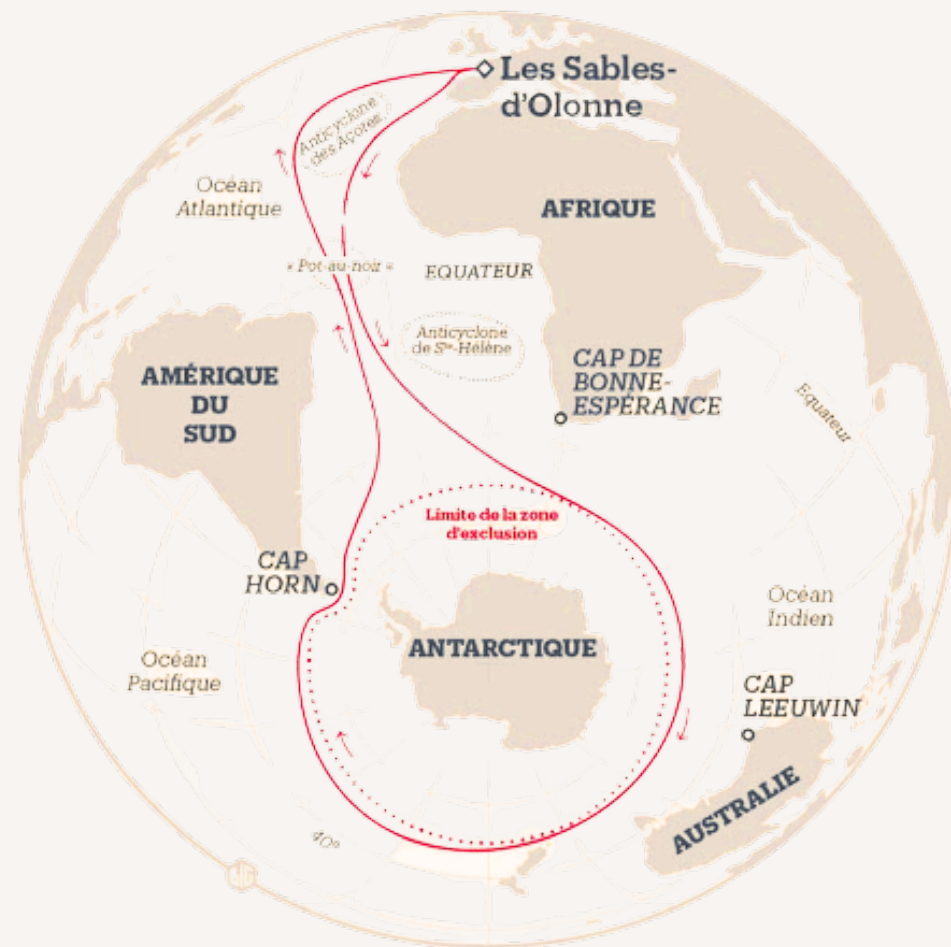 Les Sables-
d'Olonne
Anticyclone
des Açores
Océan
Atlantique
AFRIQUE
« Pot-au-noir «
EQUATEUR
Anticyclone
de Ste-Hélène
AMÉRIQUE
DU
SUD
CAP DE
BONNE-
ESPÉRANCE
Equateur
Limite de la zone
d'exclusion
CAP
HORN
Océan
Indien
ANTARCTIQUE
Océan
Pacifique
CAP
LEEUWIN
AUSTRALIE
40°